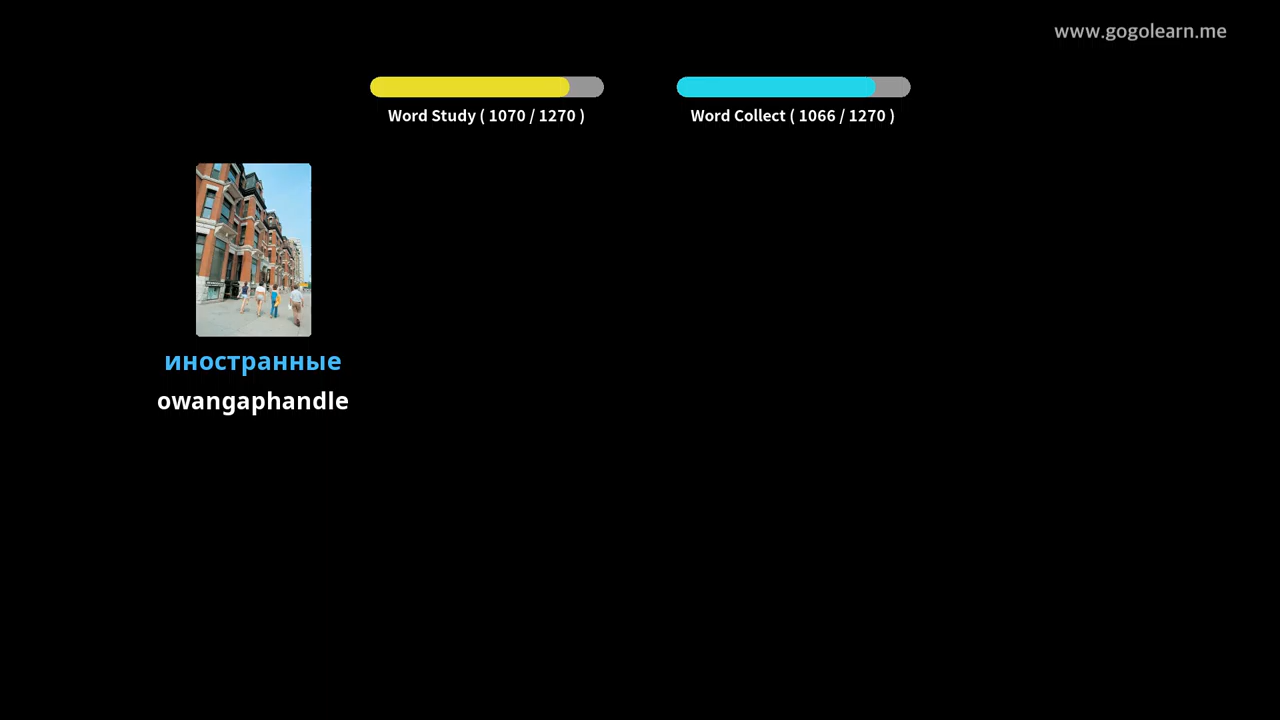 www.gogolearn.me
Word Study ( 1070 / 1270 )
Word Collect ( 1066 / 1270 )
иностранные
owangaphandle